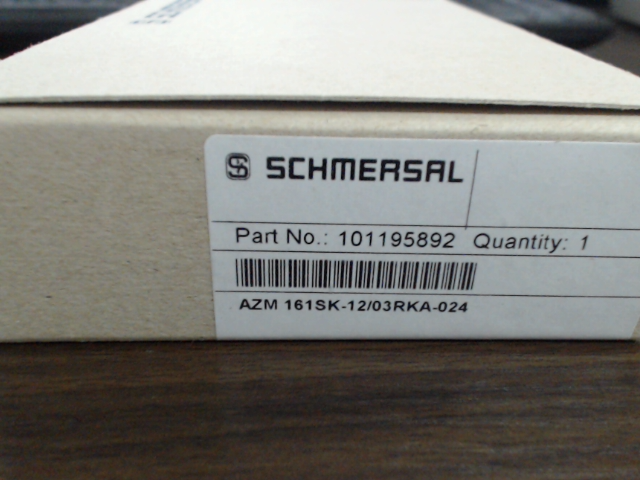 SCHMERSAL
Part No.: 101195892 Quantity: 1
AZM 161SK-12/03RKA-024